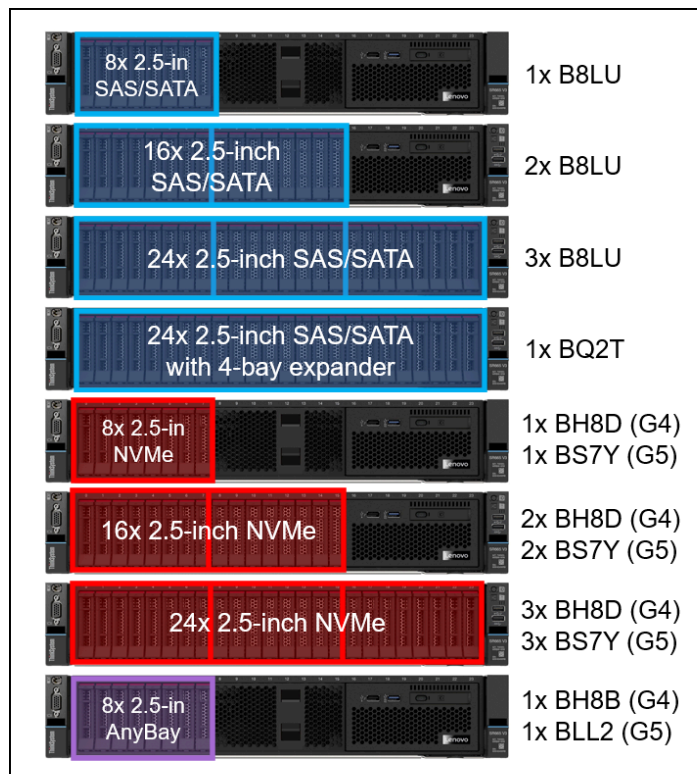 8x 2.5-in
SAS/SATA
1x B8LU
16x 2.5-inch
SAS/SATA
2x B8LU
24x 2.5-inch SAS/SATA
3x B8LU
24x 2.5-inch SAS/SATA
with 4-bay expander
1x BQ2T
8x 2.5-in
NVMe
1x BH8D (G4)
1x BS7Y (G5)
16x 2.5-inch NVMe
2x BH8D (G4)
2x BS7Y (G5)
24x 2.5-inch NVMe
3x BH8D (G4)
3x BS7Y (G5)
8x 2.5-in
AnyBay
1x BH8B (G4)
1x BLL2 (G5)